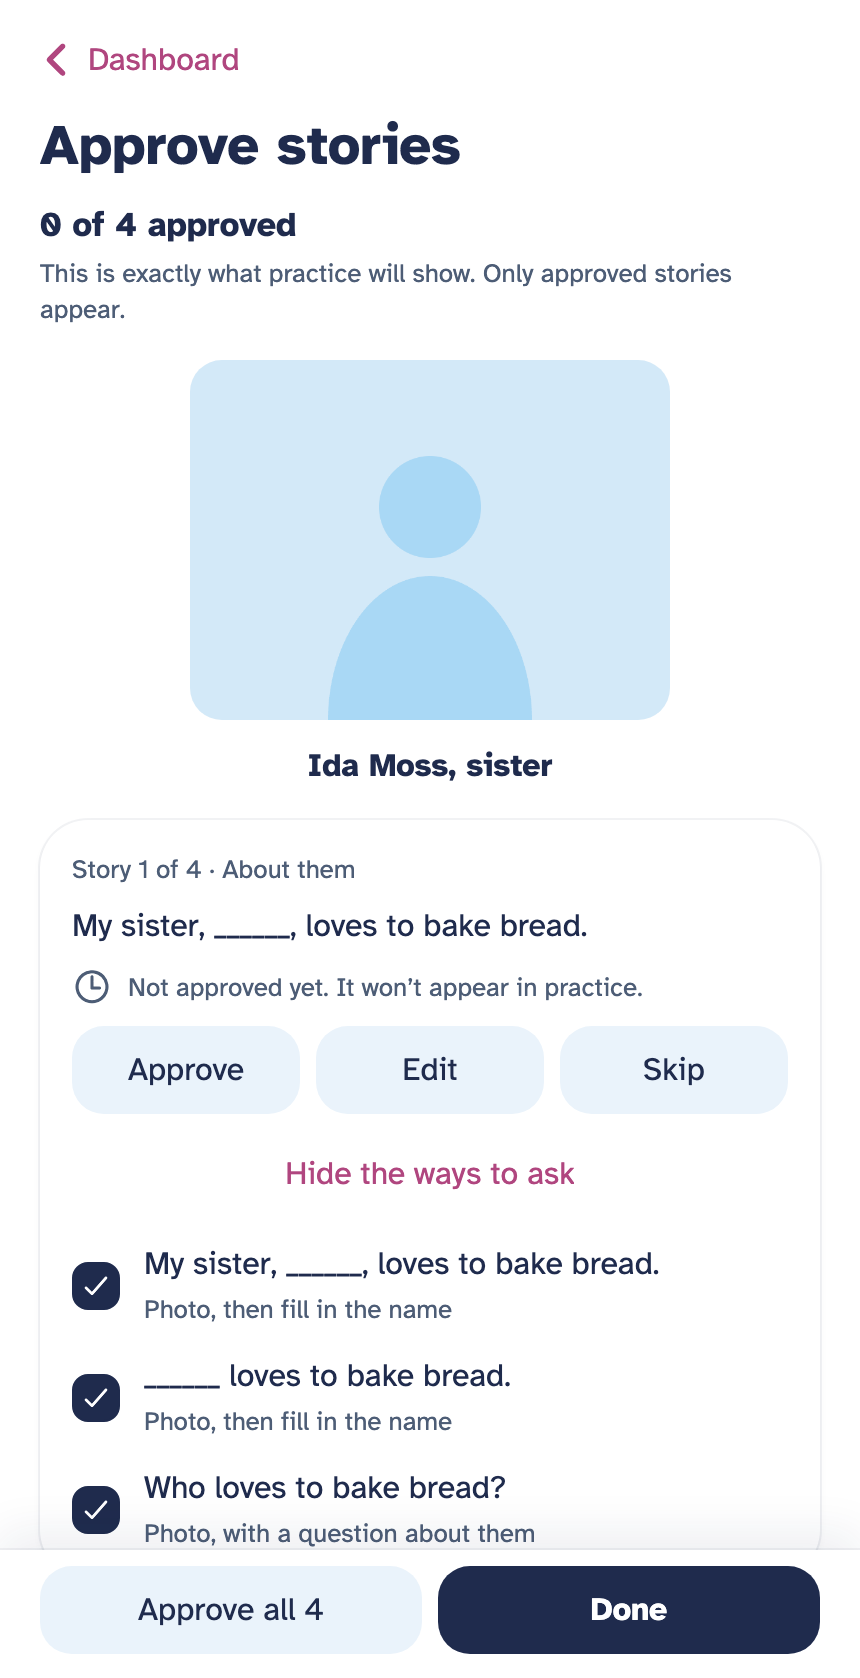 Dashboard
Approve stories
0 of 4 approved
This is exactly what practice will show. Only approved stories
appear.
Ida Moss, sister
Story 1 of 4 · About them
My sister, ______, loves to bake bread.
Not approved yet. It won’t appear in practice.
Approve Edit Skip
Hide the ways to ask
My sister, ______, loves to bake bread.
Photo, then fill in the name
______ loves to bake bread.
Photo, then fill in the name
Who loves to bake bread?
Photo, with a question about them
Approve all 4 Done